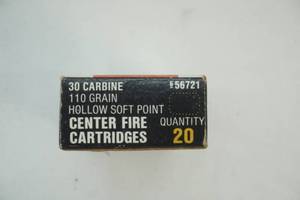 30 CARBINE
110 GRAIN
HOLLOW SOFT POINT
CENTER FIRE
CARTRIDGES
56721
QUANTITY
20